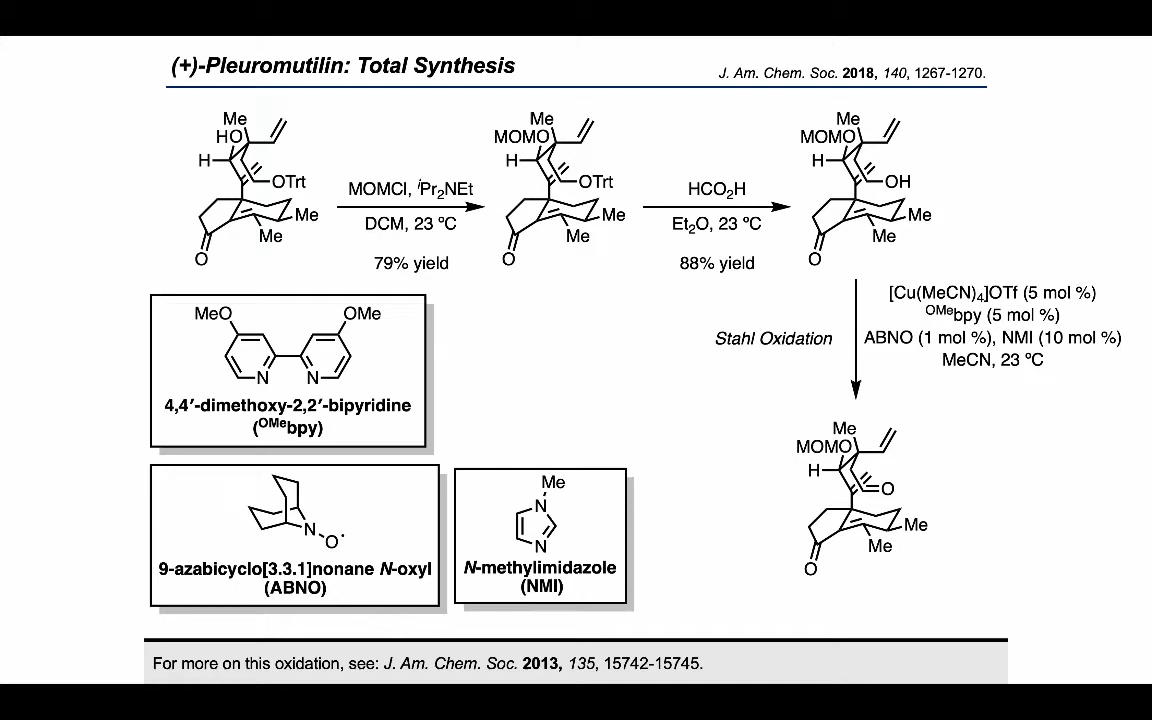 (+)-Pleuromutilin: Total Synthesis
J. Am. Chem. Soc. 2018, 140, 1267-1270.
Me
HO
H
OTrt
Me
Me
O
MOMCl, ⁱPr₂NEt
DCM, 23 ºC
79% yield
Me
MOMO
H
OTrt
Me
Me
O
HCO₂H
Et₂O, 23 ºC
88% yield
Me
MOMO
H
OH
Me
Me
O
Stahl Oxidation
[Cu(MeCN)₄]OTf (5 mol %)
ᴼᴹᵉbpy (5 mol %)
ABNO (1 mol %), NMI (10 mol %)
MeCN, 23 ºC
Me
MOMO
H
O
Me
Me
O
MeO
OMe
N
N
4,4′-dimethoxy-2,2′-bipyridine
(ᴼᴹᵉbpy)
N
O·
9-azabicyclo[3.3.1]nonane N-oxyl
(ABNO)
Me
N
N
N-methylimidazole
(NMI)
For more on this oxidation, see: J. Am. Chem. Soc. 2013, 135, 15742-15745.